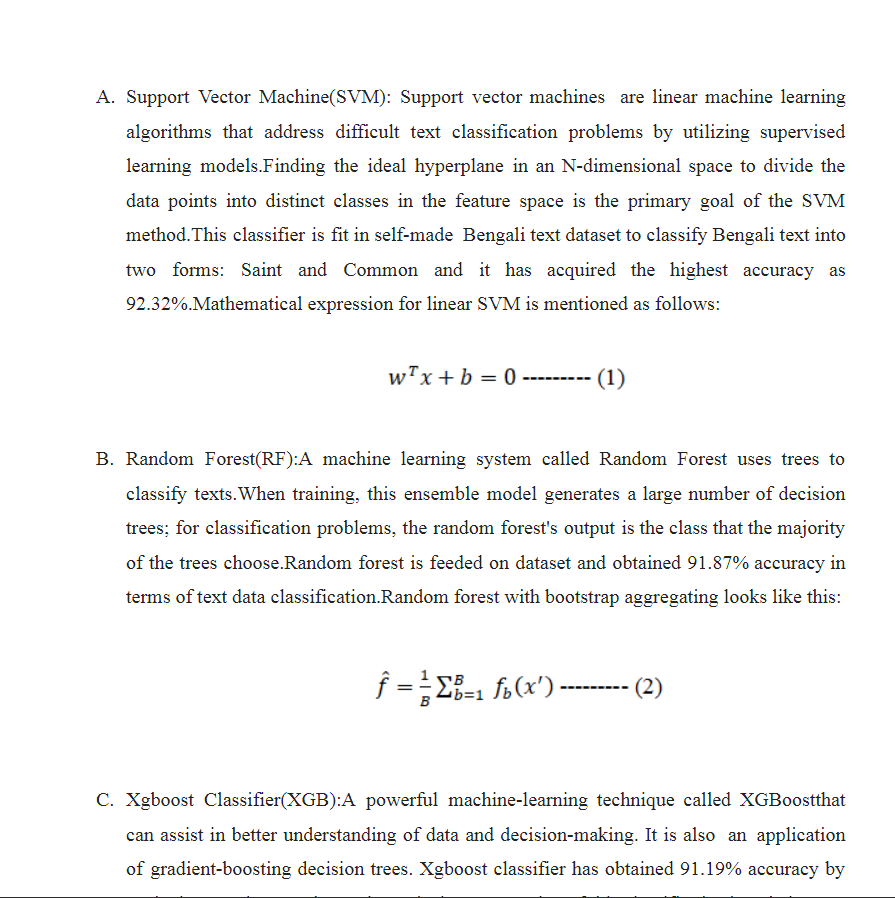 A. Support Vector Machine(SVM): Support vector machines  are linear machine learning
algorithms that address difficult text classification problems by utilizing supervised
learning models.Finding the ideal hyperplane in an N-dimensional space to divide the
data points into distinct classes in the feature space is the primary goal of the SVM
method.This classifier is fit in self-made  Bengali text dataset to classify Bengali text into
two forms: Saint and Common and it has acquired the highest accuracy as
92.32%.Mathematical expression for linear SVM is mentioned as follows:
wᵀx + b = 0 --------- (1)
B. Random Forest(RF):A machine learning system called Random Forest uses trees to
classify texts.When training, this ensemble model generates a large number of decision
trees; for classification problems, the random forest's output is the class that the majority
of the trees choose.Random forest is feeded on dataset and obtained 91.87% accuracy in
terms of text data classification.Random forest with bootstrap aggregating looks like this:
f̂ = 1/B Σ_{b=1}^{B} f_b(x') --------- (2)
C. Xgboost Classifier(XGB):A powerful machine-learning technique called XGBoostthat
can assist in better understanding of data and decision-making. It is also  an application
of gradient-boosting decision trees. Xgboost classifier has obtained 91.19% accuracy by